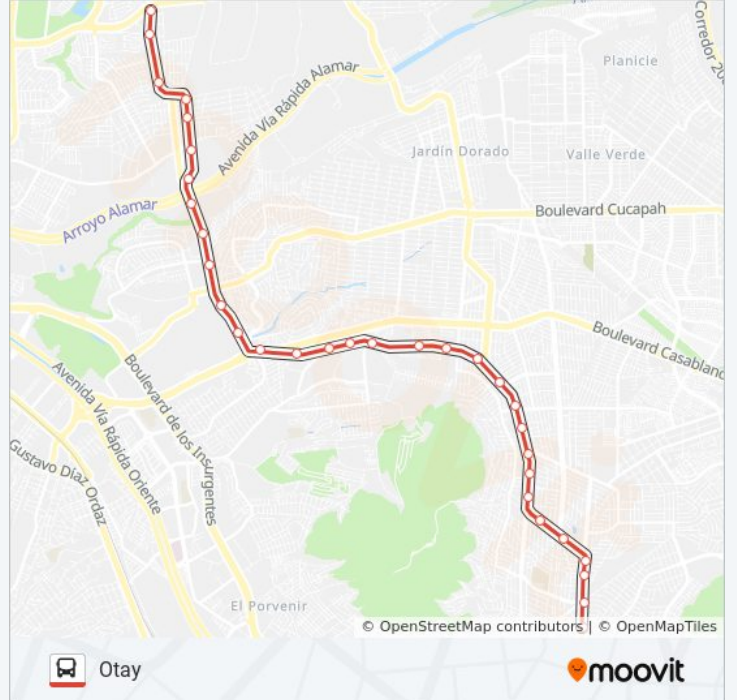 Corredor 20
Planicie
Avenida Vía Rápida Alamar
Jardín Dorado
Valle Verde
Arroyo Alamar
Boulevard Cucapah
Boulevard Casablanc
Avenida Vía Rápida Oriente
Boulevard de los Insurgentes
Gustavo Díaz Ordaz
El Porvenir
© OpenStreetMap contributors | © OpenMapTiles
Otay
moovit